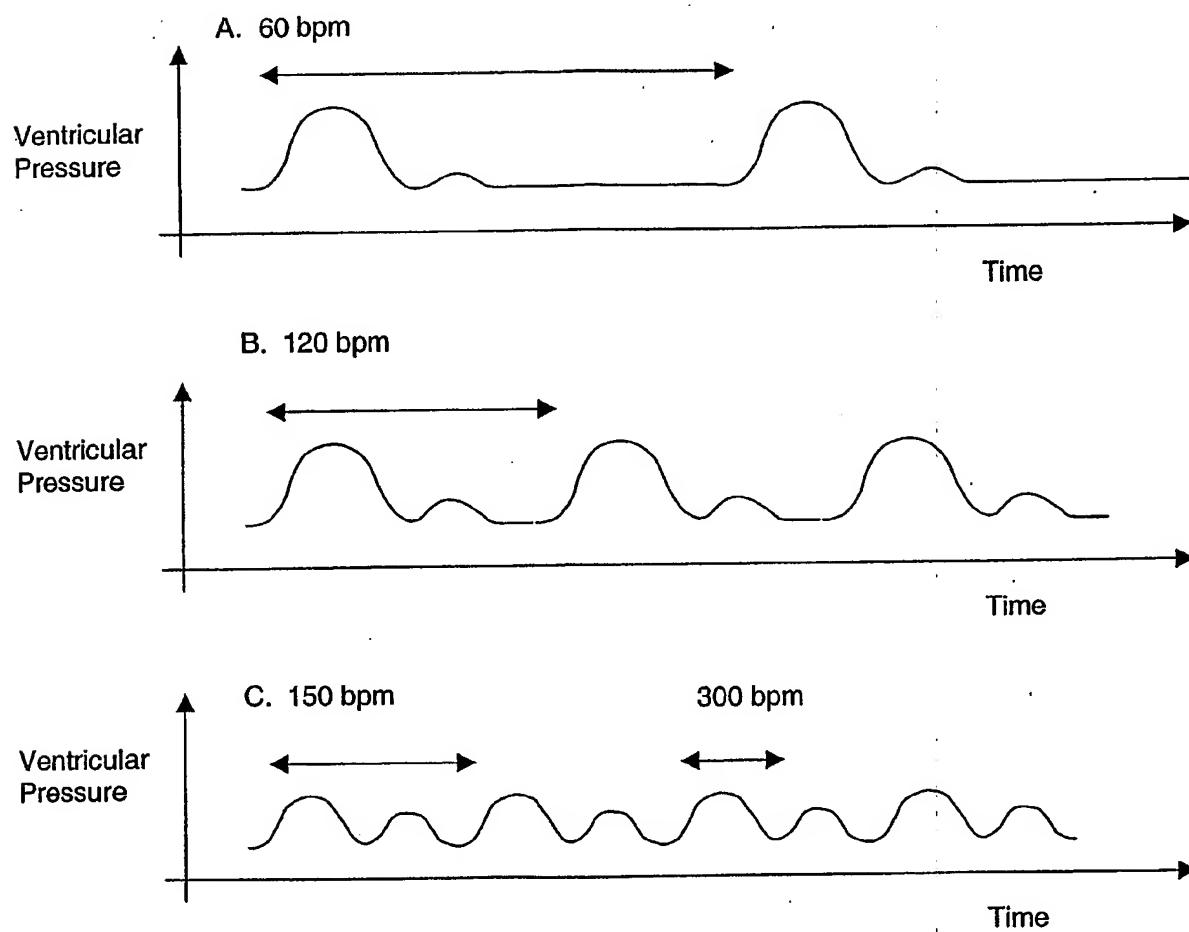 A. 60 bpm
Ventricular
Pressure
Time
B. 120 bpm
Ventricular
Pressure
Time
C. 150 bpm 300 bpm
Ventricular
Pressure
Time